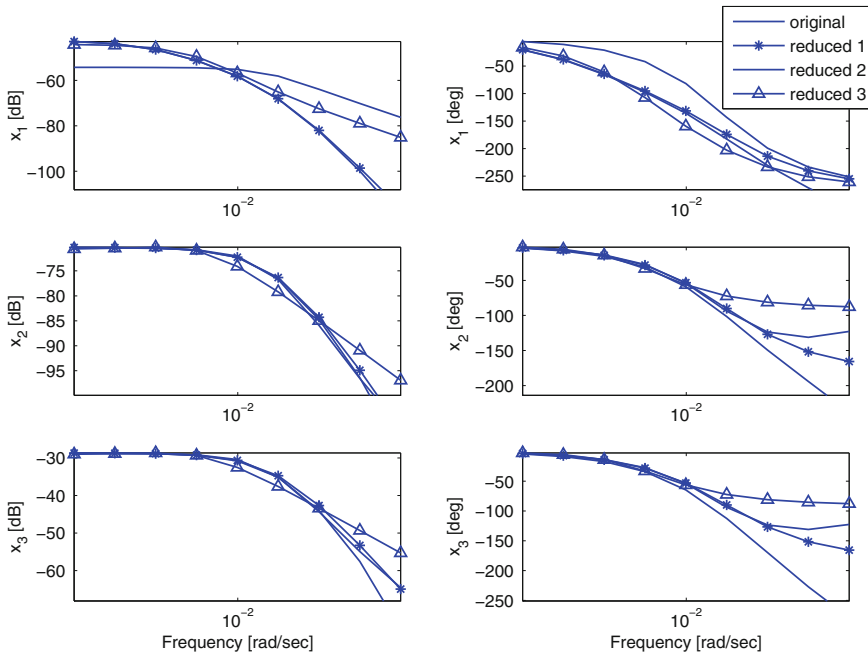 original
reduced 1
reduced 2
reduced 3
x1 [dB]
−60
−80
−100
10−2
x1 [deg]
−50
−100
−150
−200
−250
10−2
x2 [dB]
−75
−80
−85
−90
−95
10−2
x2 [deg]
−50
−100
−150
−200
10−2
x3 [dB]
−30
−40
−50
−60
10−2
Frequency [rad/sec]
x3 [deg]
−50
−100
−150
−200
−250
10−2
Frequency [rad/sec]